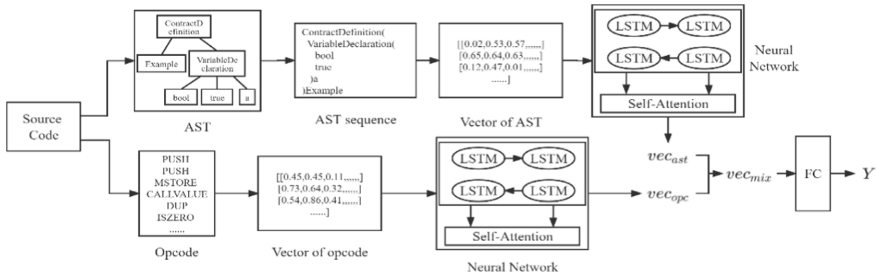 Source
Code
ContractD
efinition
Example
VariableDe
claration
bool
true
a
AST
ContractDefinition(
VariableDeclaration(
bool
true
)a
)Example
AST sequence
[[0.02,0.53,0.57,,,,,,]
[0.65,0.64,0.63,,,,,,]
[0.12,0.47,0.01,,,,,,]
......]
Vector of AST
LSTM
LSTM
LSTM
LSTM
Self-Attention
Neural
Network
PUSH
PUSH
MSTORE
CALLVALUE
DUP
ISZERO
......
Opcode
[[0.45,0.45,0.11,,,,,,]
[0.73,0.64,0.32,,,,,,]
[0.54,0.86,0.41,,,,,,]
......]
Vector of opcode
LSTM
LSTM
LSTM
LSTM
Self-Attention
Neural Network
vec_ast
vec_opc
vec_mix
FC
Y